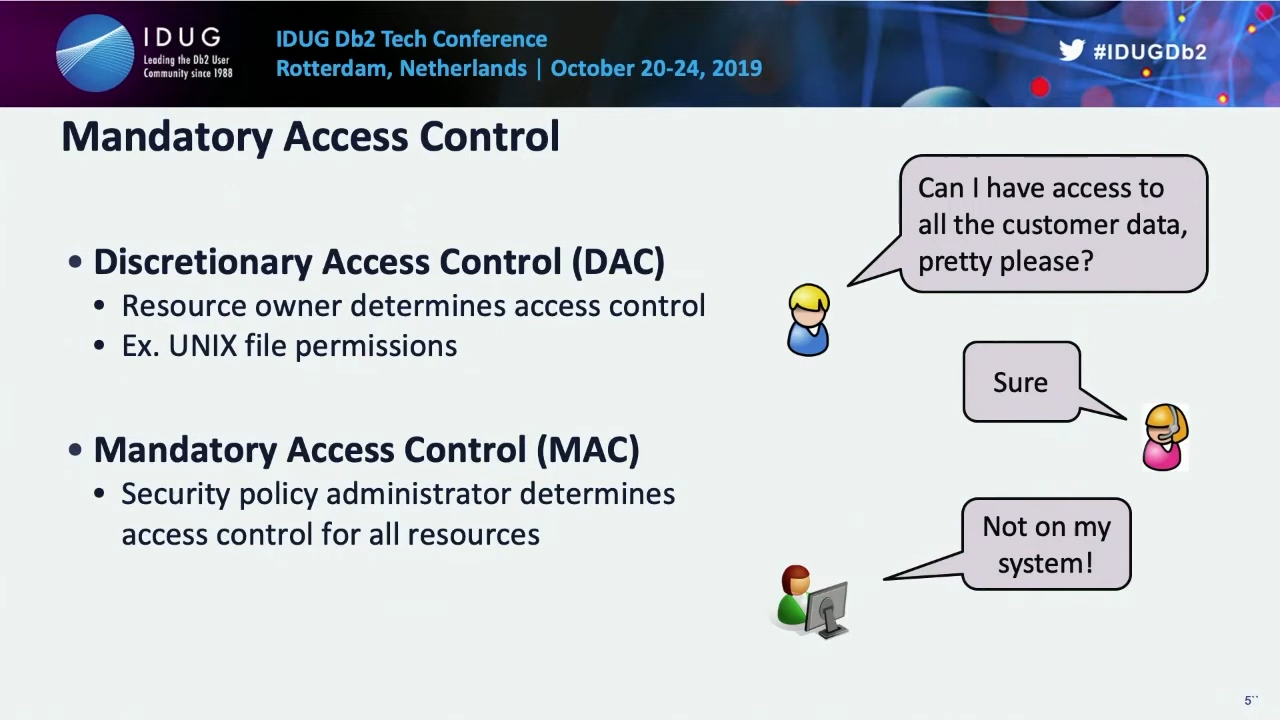 IDUG
Leading the Db2 User
Community since 1988
IDUG Db2 Tech Conference
Rotterdam, Netherlands | October 20-24, 2019
#IDUGDb2
Mandatory Access Control
• Discretionary Access Control (DAC)
• Resource owner determines access control
• Ex. UNIX file permissions
• Mandatory Access Control (MAC)
• Security policy administrator determines
access control for all resources
Can I have access to
all the customer data,
pretty please?
Sure
Not on my
system!
5``